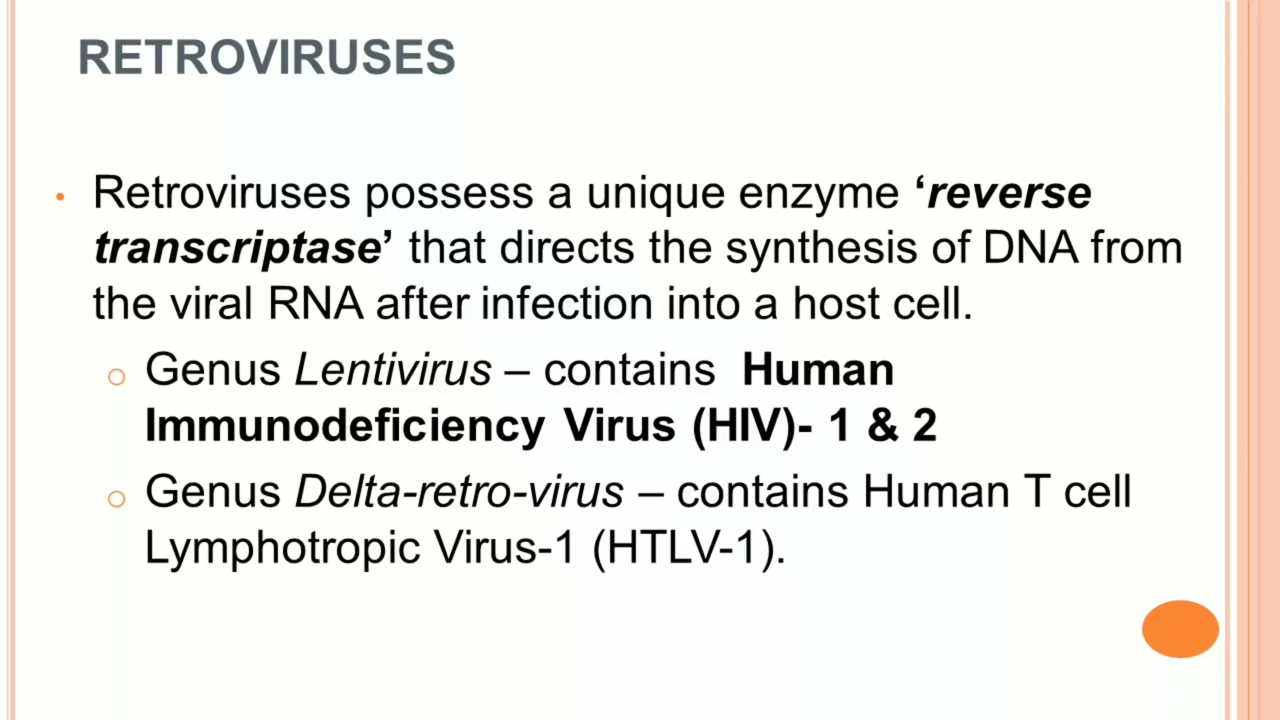 RETROVIRUSES
• Retroviruses possess a unique enzyme ‘reverse
transcriptase’ that directs the synthesis of DNA from
the viral RNA after infection into a host cell.
o Genus Lentivirus – contains Human
Immunodeficiency Virus (HIV)- 1 & 2
o Genus Delta-retro-virus – contains Human T cell
Lymphotropic Virus-1 (HTLV-1).